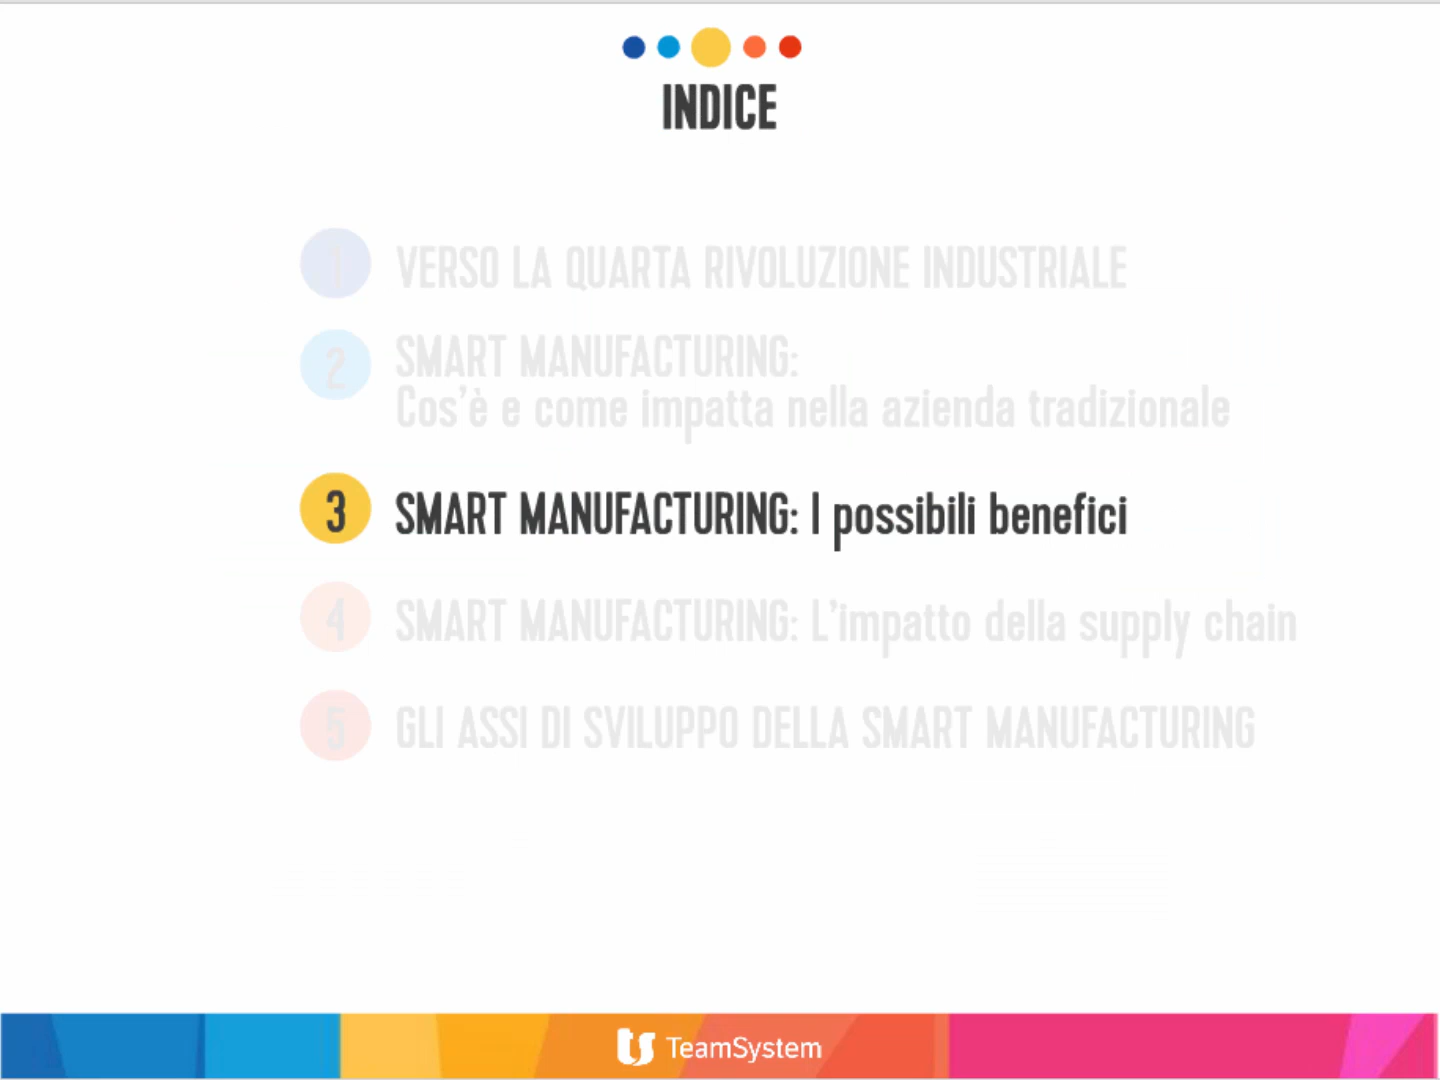 INDICE
1 VERSO LA QUARTA RIVOLUZIONE INDUSTRIALE
2 SMART MANUFACTURING:
Cos'è e come impatta nella azienda tradizionale
3 SMART MANUFACTURING: I possibili benefici
4 SMART MANUFACTURING: L'impatto della supply chain
5 GLI ASSI DI SVILUPPO DELLA SMART MANUFACTURING
TeamSystem